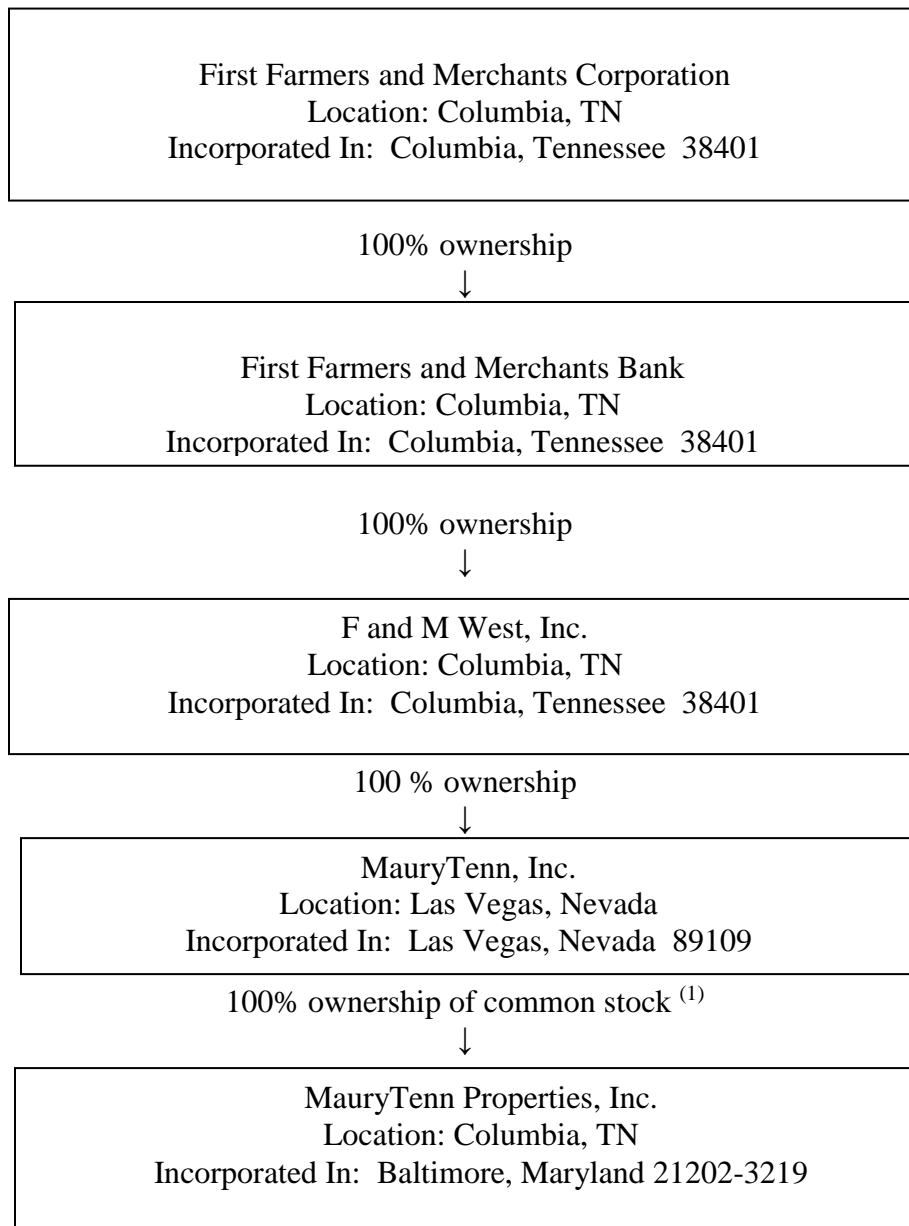 First Farmers and Merchants Corporation
Location: Columbia, TN
Incorporated In:  Columbia, Tennessee  38401
100% ownership
↓
First Farmers and Merchants Bank
Location: Columbia, TN
Incorporated In:  Columbia, Tennessee  38401
100% ownership
↓
F and M West, Inc.
Location: Columbia, TN
Incorporated In:  Columbia, Tennessee  38401
100 % ownership
↓
MauryTenn, Inc.
Location: Las Vegas, Nevada
Incorporated In:  Las Vegas, Nevada  89109
100% ownership of common stock (1)
↓
MauryTenn Properties, Inc.
Location: Columbia, TN
Incorporated In:  Baltimore, Maryland 21202-3219